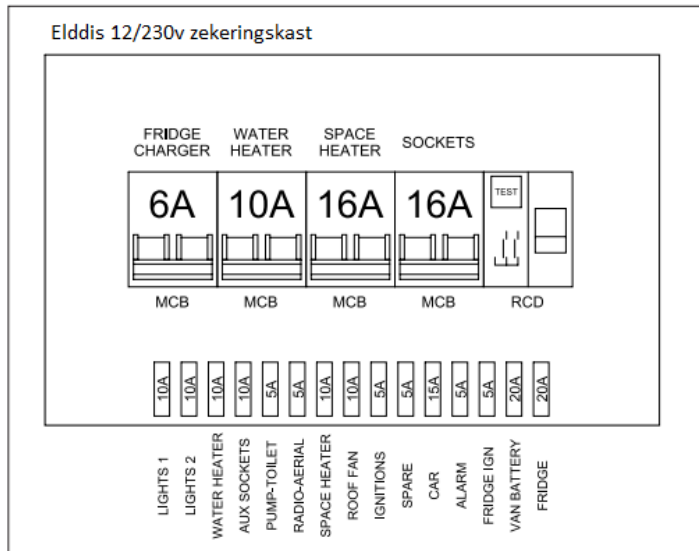 Elddis 12/230v zekeringskast
FRIDGE CHARGER
WATER HEATER
SPACE HEATER
SOCKETS
6A
10A
16A
16A
TEST
MCB
MCB
MCB
MCB
RCD
10A
10A
10A
10A
5A
5A
10A
10A
5A
5A
15A
5A
5A
20A
20A
LIGHTS 1
LIGHTS 2
WATER HEATER
AUX SOCKETS
PUMP-TOILET
RADIO-AERIAL
SPACE HEATER
ROOF FAN
IGNITIONS
SPARE
CAR
ALARM
FRIDGE IGN
VAN BATTERY
FRIDGE